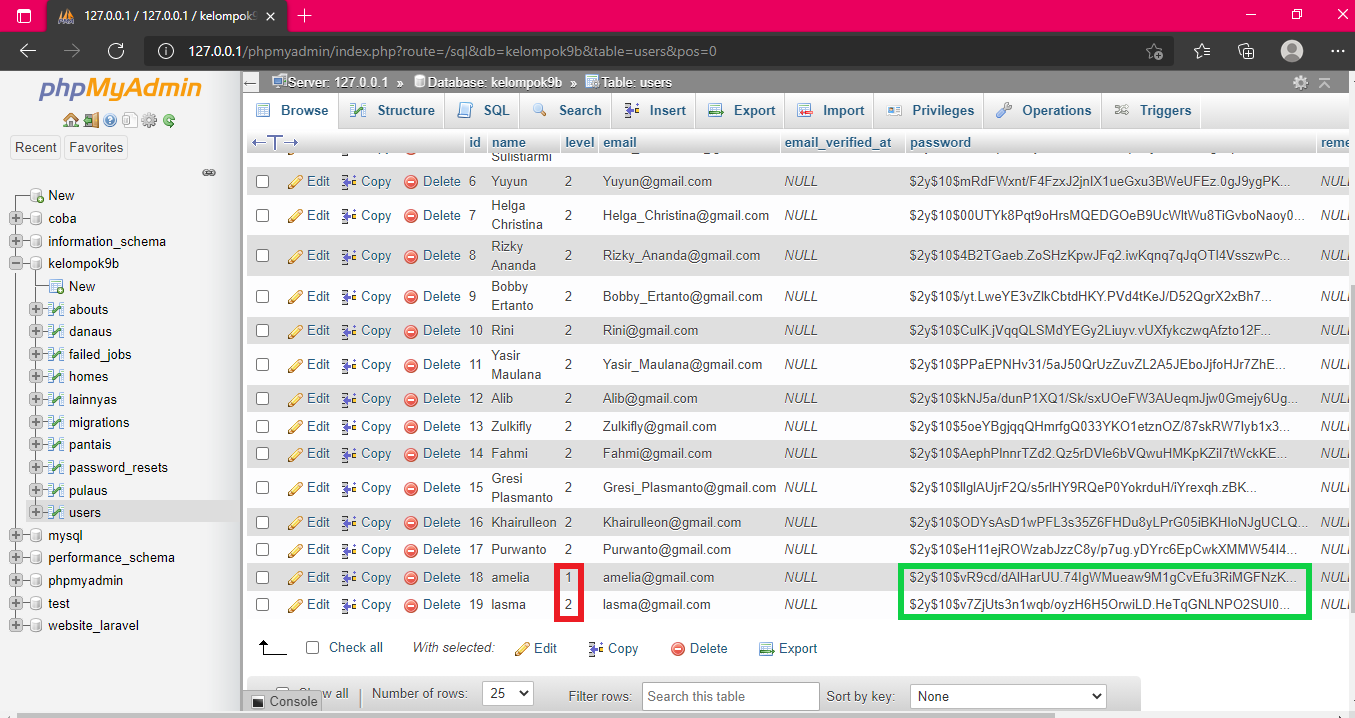 127.0.0.1 / 127.0.0.1 / kelompok9
127.0.0.1/phpmyadmin/index.php?route=/sql&db=kelompok9b&table=users&pos=0
phpMyAdmin
Recent Favorites
New
coba
information_schema
kelompok9b
New
abouts
danaus
failed_jobs
homes
lainnyas
migrations
pantais
password_resets
pulaus
users
mysql
performance_schema
phpmyadmin
test
website_laravel
Server: 127.0.0.1 » Database: kelompok9b » Table: users
Browse Structure SQL Search Insert Export Import Privileges Operations Triggers
←T→ id name level email email_verified_at password reme
Sulistiarmi
Edit Copy Delete 6 Yuyun 2 Yuyun@gmail.com NULL $2y$10$mRdFWxnt/F4FzxJ2jnIX1ueGxu3BWeUFEz.0gJ9ygPK... NULL
Edit Copy Delete 7 Helga Christina 2 Helga_Christina@gmail.com NULL $2y$10$00UTYk8Pqt9oHrsMQEDGOeB9UcWltWu8TiGvboNaoy0... NULL
Edit Copy Delete 8 Rizky Ananda 2 Rizky_Ananda@gmail.com NULL $2y$10$4B2TGaeb.ZoSHzKpwJFq2.iwKqnq7qJqOTI4VsszwPc... NULL
Edit Copy Delete 9 Bobby Ertanto 2 Bobby_Ertanto@gmail.com NULL $2y$10$/yt.LweYE3vZlkCbtdHKY.PVd4tKeJ/D52QgrX2xBh7... NULL
Edit Copy Delete 10 Rini 2 Rini@gmail.com NULL $2y$10$CulK.jVqqQLSMdYEGy2Liuyv.vUXfykczwqAfzto12F... NULL
Edit Copy Delete 11 Yasir Maulana 2 Yasir_Maulana@gmail.com NULL $2y$10$PPaEPNHv31/5aJ50QrUzZuvZL2A5JEboJjfoHJr7ZhE... NULL
Edit Copy Delete 12 Alib 2 Alib@gmail.com NULL $2y$10$kNJ5a/dunP1XQ1/Sk/sxUOeFW3AUeqmJjw0Gmejy6Ug... NULL
Edit Copy Delete 13 Zulkifly 2 Zulkifly@gmail.com NULL $2y$10$5oeYBgjqqQHmrfgQ033YKO1etznOZ/87skRW7Iyb1x3... NULL
Edit Copy Delete 14 Fahmi 2 Fahmi@gmail.com NULL $2y$10$AephPlnnrTZd2.Qz5rDVle6bVQwuHMKpKZil7tWckKE... NULL
Edit Copy Delete 15 Gresi Plasmanto 2 Gresi_Plasmanto@gmail.com NULL $2y$10$llglAUjrF2Q/s5rlHY9RQeP0YokrduH/iYrexqh.zBK... NULL
Edit Copy Delete 16 Khairulleon 2 Khairulleon@gmail.com NULL $2y$10$ODYsAsD1wPFL3s35Z6FHDu8yLPrG05iBKHloNJgUCLQ... NULL
Edit Copy Delete 17 Purwanto 2 Purwanto@gmail.com NULL $2y$10$eH11ejROWzabJzzC8y/p7ug.yDYrc6EpCwkXMMW54I4... NULL
Edit Copy Delete 18 amelia 1 amelia@gmail.com NULL $2y$10$vR9cd/dAlHarUU.74IgWMueaw9M1gCvEfu3RiMGFNzK... NULL
Edit Copy Delete 19 lasma 2 lasma@gmail.com NULL $2y$10$v7ZjUts3n1wqb/oyzH6H5OrwiLD.HeTqGNLNPO2SUI0... NULL
Check all With selected: Edit Copy Delete Export
Show all Number of rows: 25 Filter rows: Search this table Sort by key: None
Console